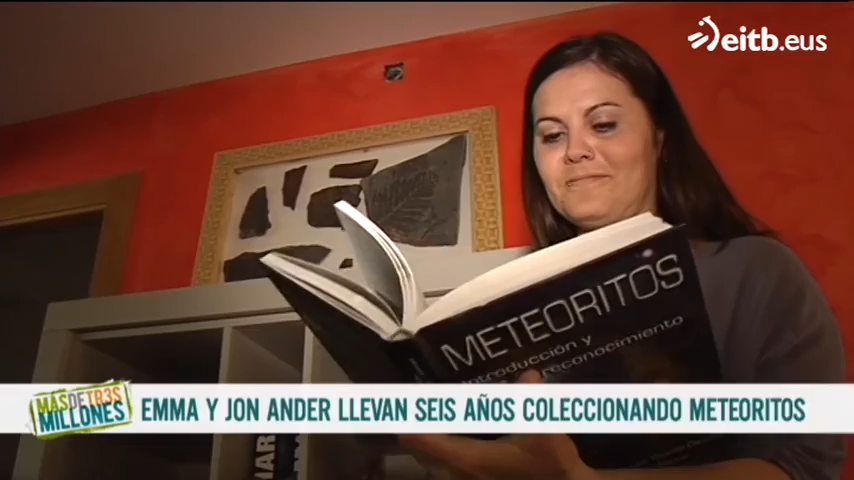 eitb.eus
METEORITOS
Introducción y
reconocimiento
MÁS DE TR3S
MILLONES
EMMA Y JON ANDER LLEVAN SEIS AÑOS COLECCIONANDO METEORITOS